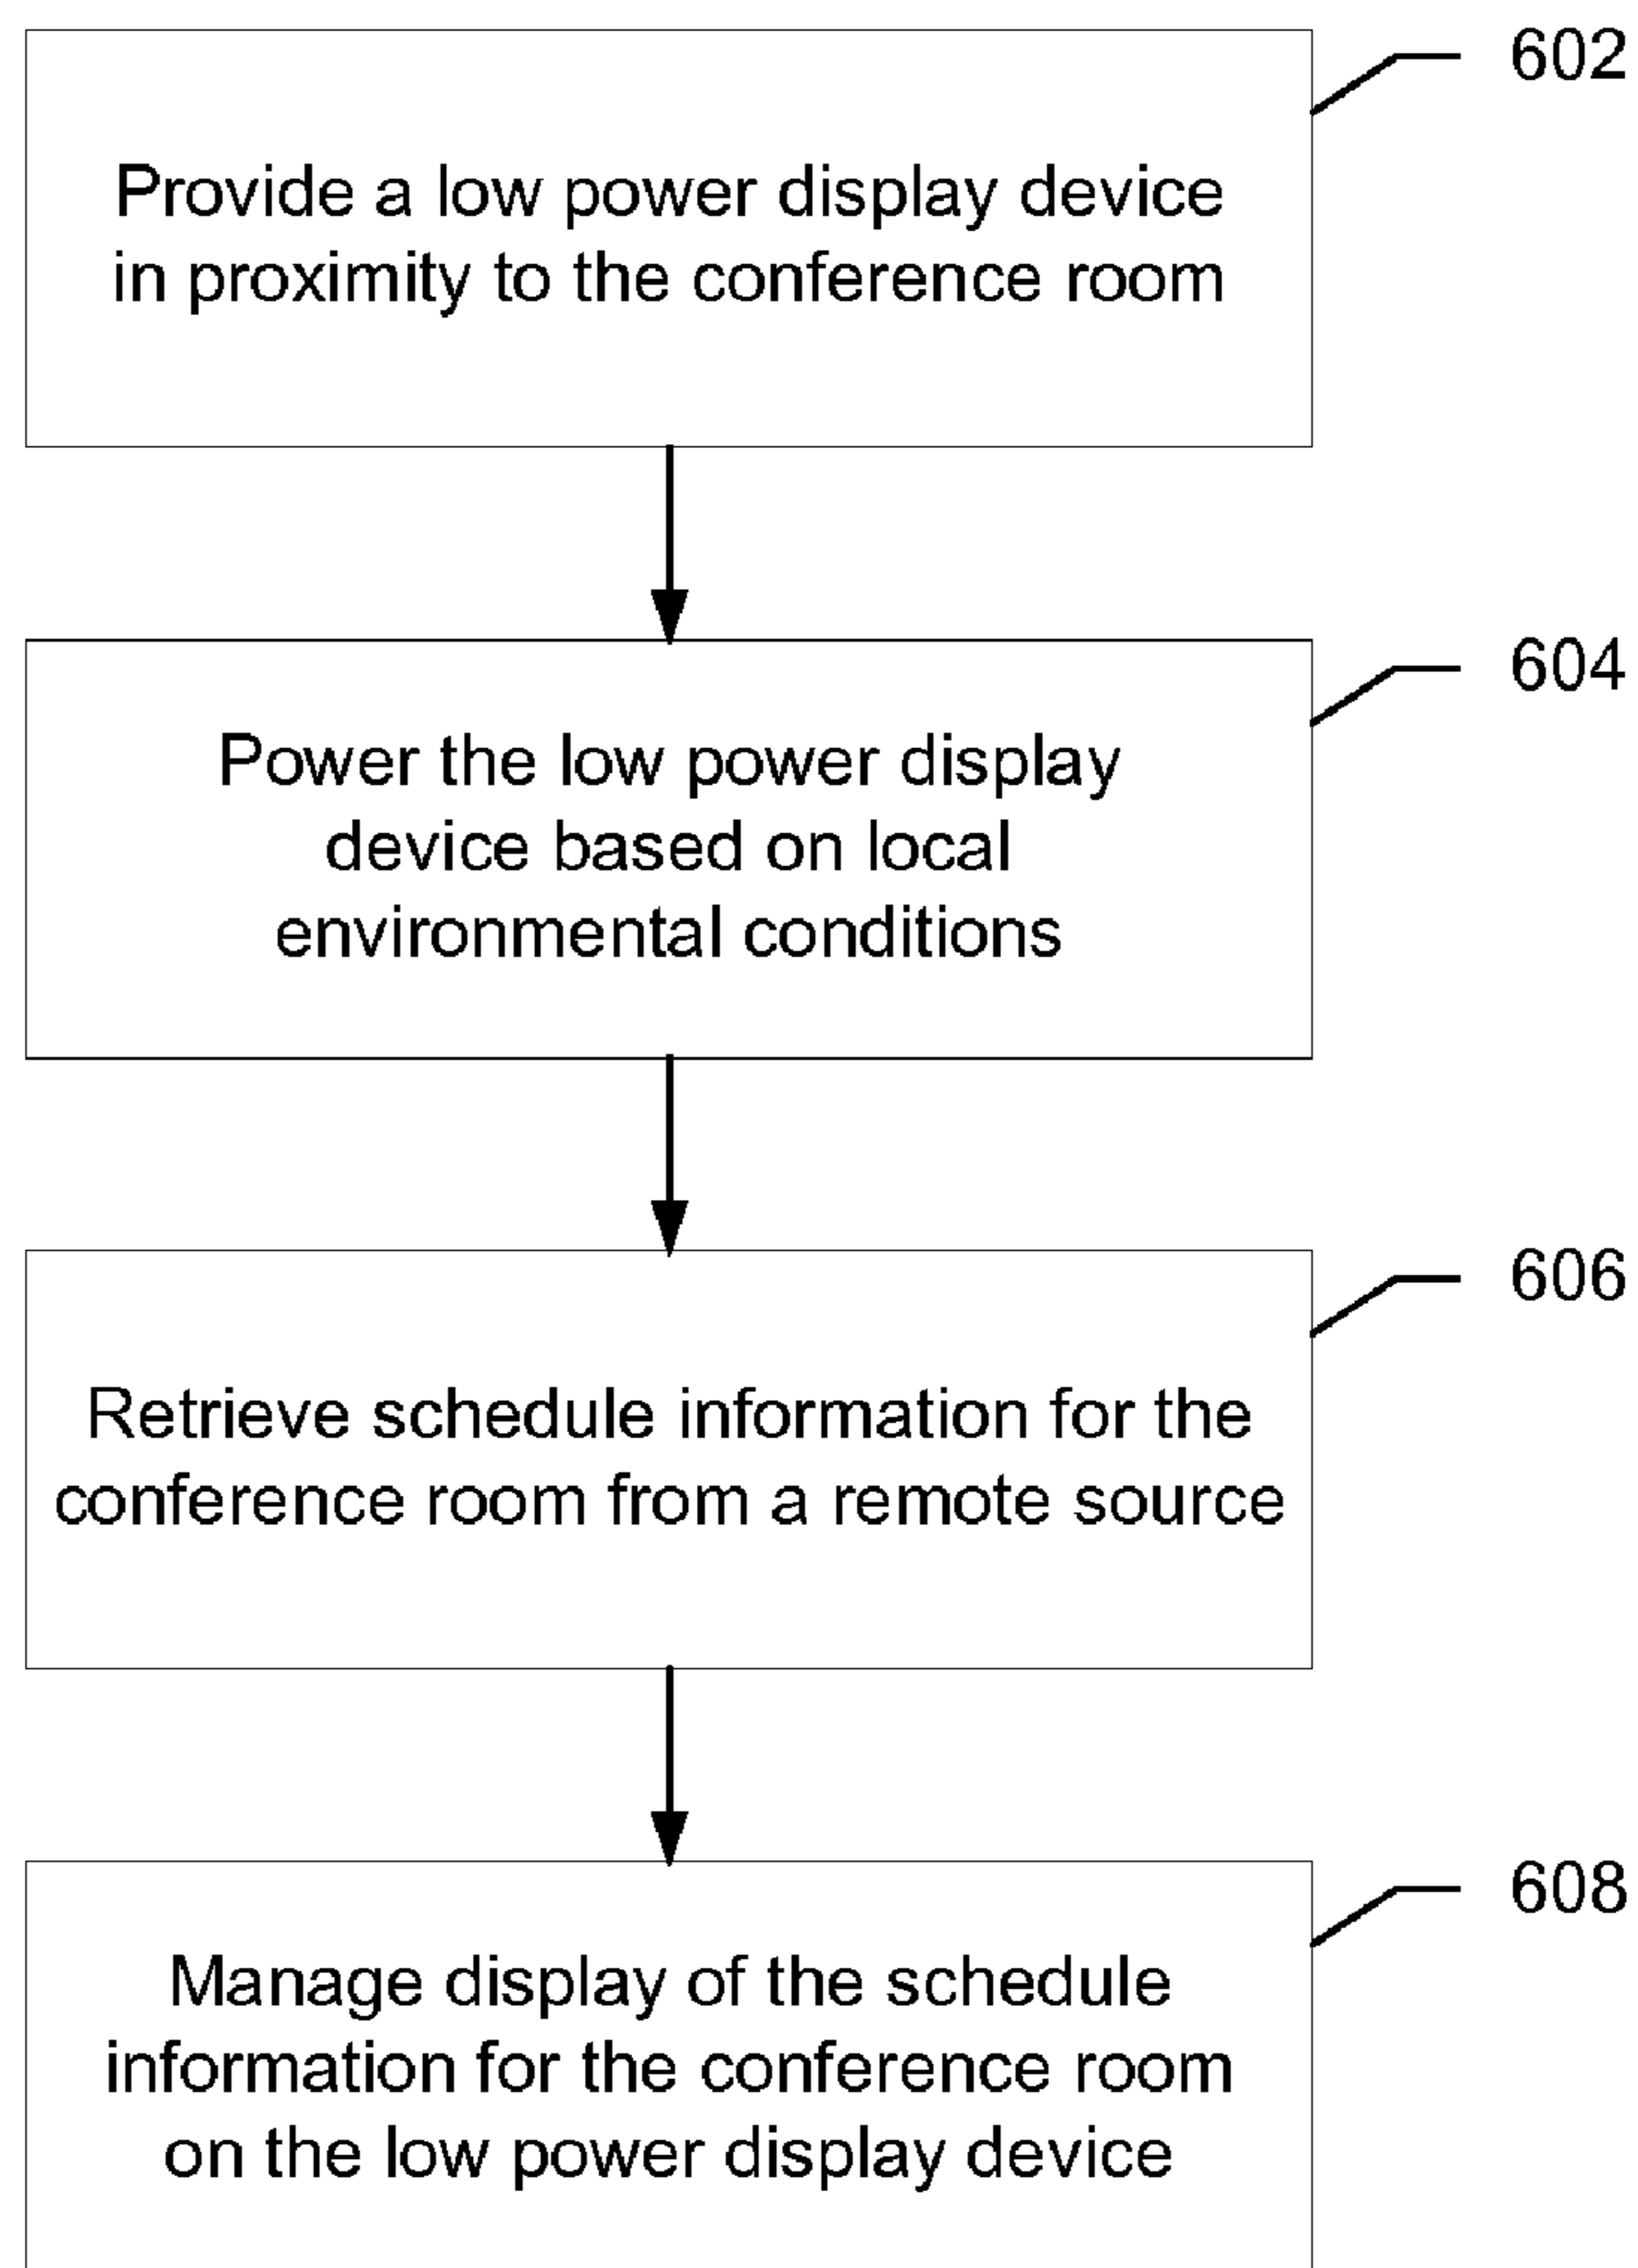 602
Provide a low power display device
in proximity to the conference room
604
Power the low power display
device based on local
environmental conditions
606
Retrieve schedule information for the
conference room from a remote source
608
Manage display of the schedule
information for the conference room
on the low power display device